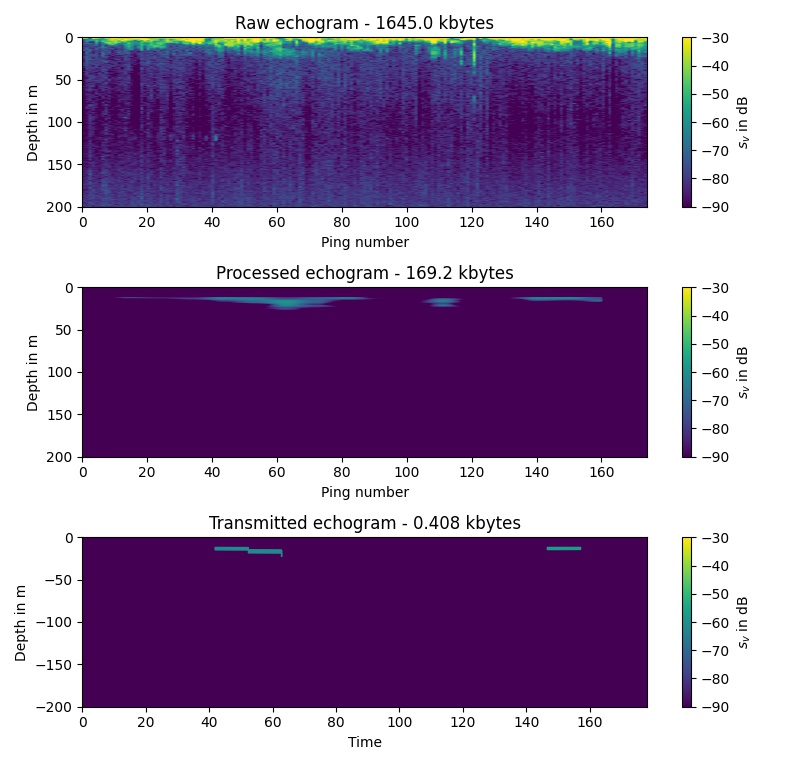 Raw echogram - 1645.0 kbytes
0
50
100
150
200
Depth in m
0 20 40 60 80 100 120 140 160
Ping number
−30
−40
−50
−60
−70
−80
−90
sv in dB
Processed echogram - 169.2 kbytes
0
50
100
150
200
Depth in m
0 20 40 60 80 100 120 140 160
Ping number
−30
−40
−50
−60
−70
−80
−90
sv in dB
Transmitted echogram - 0.408 kbytes
0
−50
−100
−150
−200
Depth in m
0 20 40 60 80 100 120 140 160
Time
−30
−40
−50
−60
−70
−80
−90
sv in dB